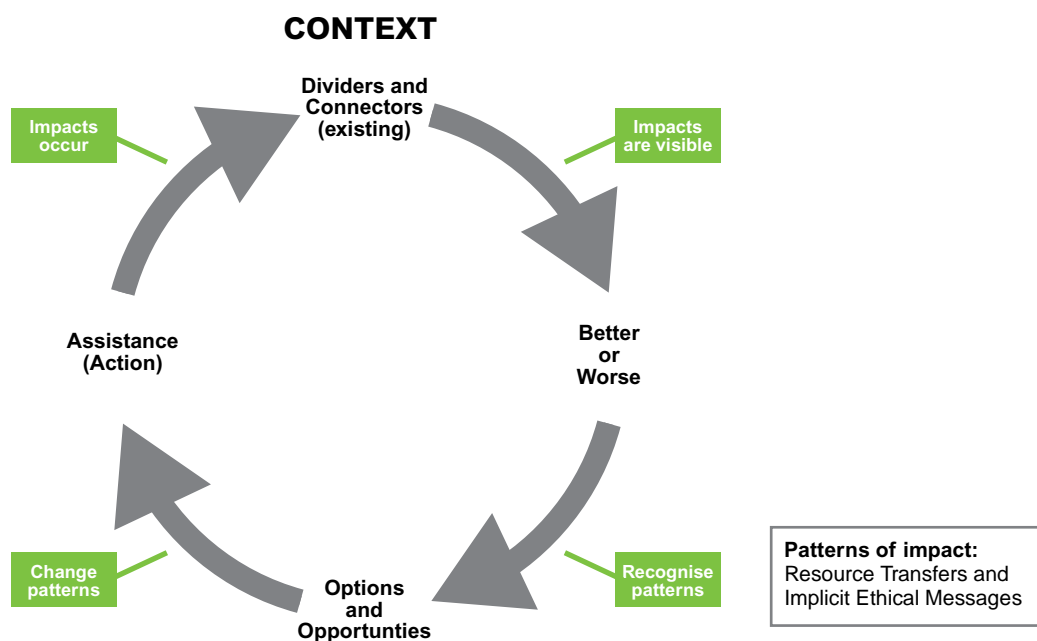 CONTEXT
Dividers and
Connectors
(existing)
Impacts
occur
Impacts
are visible
Assistance
(Action)
Better
or
Worse
Change
patterns
Options
and
Opportunties
Recognise
patterns
Patterns of impact:
Resource Transfers and
Implicit Ethical Messages